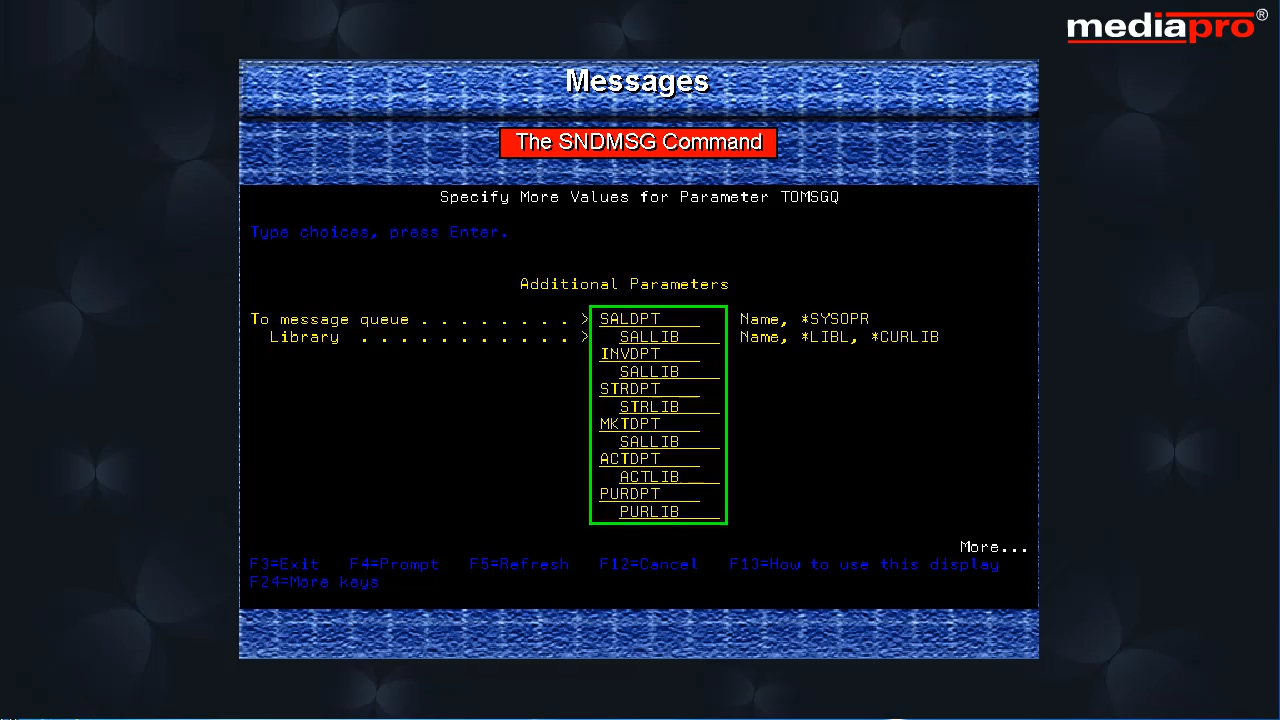 mediapro®
Messages
The SNDMSG Command
Specify More Values for Parameter TOMSGQ
Type choices, press Enter.
Additional Parameters
To message queue . . . . . . . . > SALDPT Name, *SYSOPR
Library . . . . . . . . . . . > SALLIB Name, *LIBL, *CURLIB
INVDPT
SALLIB
STRDPT
STRLIB
MKTDPT
SALLIB
ACTDPT
ACTLIB
PURDPT
PURLIB
More...
F3=Exit F4=Prompt F5=Refresh F12=Cancel F13=How to use this display
F24=More keys